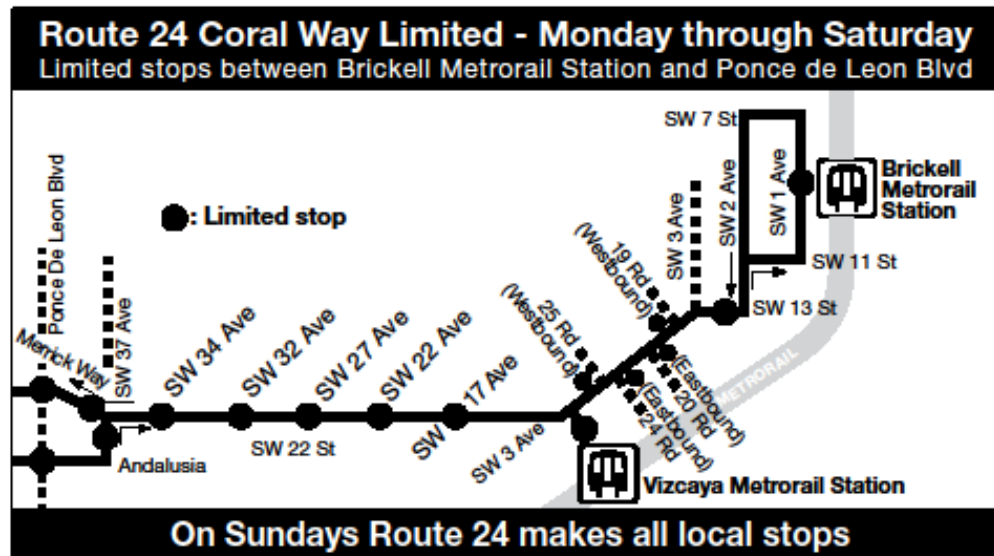 Route 24 Coral Way Limited - Monday through Saturday
Limited stops between Brickell Metrorail Station and Ponce de Leon Blvd
SW 7 St
SW 2 Ave
SW 1 Ave
Brickell
Metrorail
Station
SW 3 Ave
SW 11 St
SW 13 St
: Limited stop
Ponce De Leon Blvd
SW 37 Ave
Merrick Way
19 Rd
(Westbound)
25 Rd
(Westbound)
SW 34 Ave
SW 32 Ave
SW 27 Ave
SW 22 Ave
SW 17 Ave
(Eastbound)
20 Rd
(Eastbound)
24 Rd
METRORAIL
SW 22 St
SW 3 Ave
Andalusia
Vizcaya Metrorail Station
On Sundays Route 24 makes all local stops